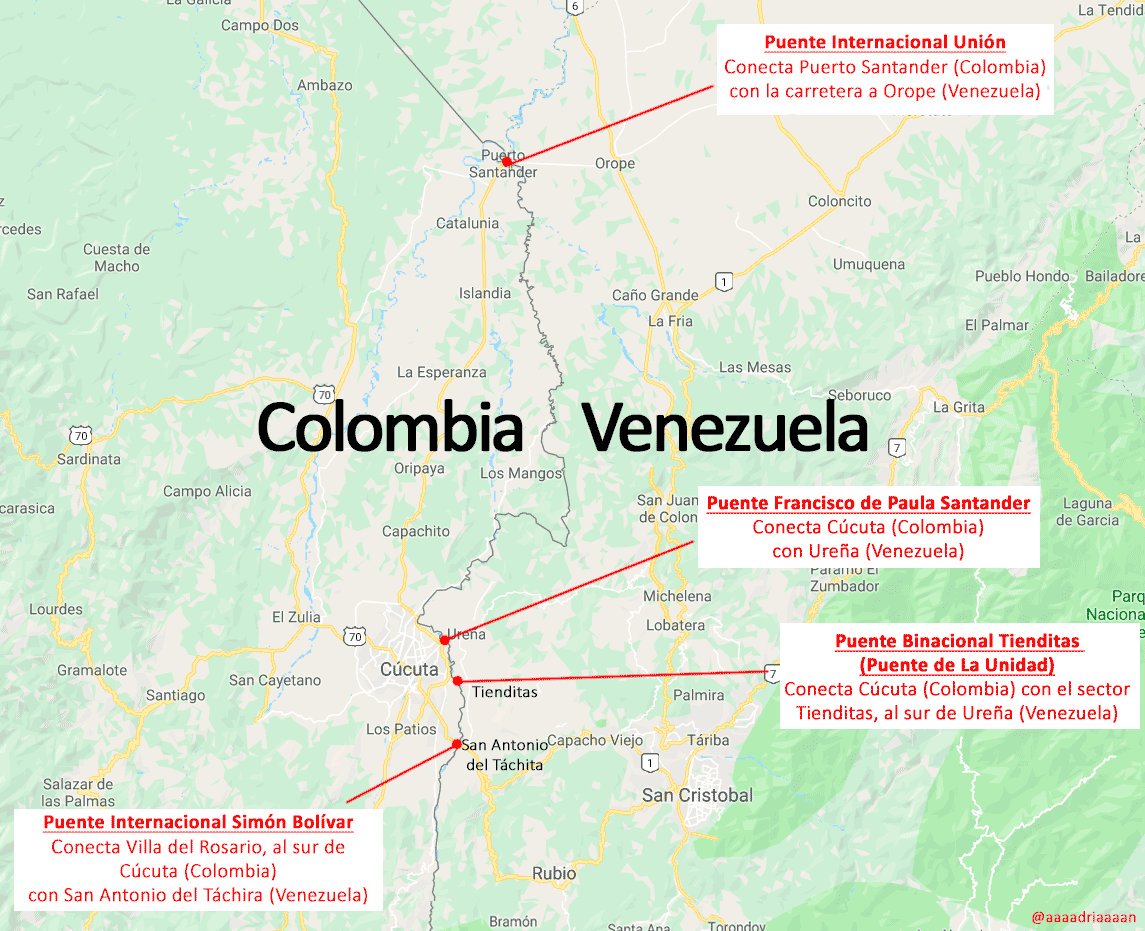 La Galicia
Campo Dos
6
La Tendid
Puente Internacional Unión
Conecta Puerto Santander (Colombia)
con la carretera a Orope (Venezuela)
Ambazo
Puerto
Santander
Orope
Coloncito
Catalunia
Cuesta de
Macho
San Rafael
Umuquena
Pueblo Hondo
Bailadore
La
1
Islandia
Caño Grande
La Fria
El Palmar
La Esperanza
Las Mesas
70
Seboruco
La Grita
Colombia
Venezuela
70
Sardinata
7
Oripaya
Los Mangos
Campo Alicia
carasica
San Juan
de Colon
Puente Francisco de Paula Santander
Conecta Cúcuta (Colombia)
con Ureña (Venezuela)
Laguna
de Garcia
Capachito
Paramo El
Zumbador
Michelena
Parq
Naciona
Lourdes
El Zulia
70
Lobatera
Urena
Puente Binacional Tienditas
(Puente de La Unidad)
Conecta Cúcuta (Colombia) con el sector
Tienditas, al sur de Ureña (Venezuela)
Gramalote
Cúcuta
San Cayetano
7
Santiago
Tienditas
Palmira
Los Patios
San Antonio
del Táchita
Capacho Viejo
Táriba
1
Salazar de
las Palmas
San Cristobal
Puente Internacional Simón Bolívar
Conecta Villa del Rosario, al sur de
Cúcuta (Colombia)
con San Antonio del Táchira (Venezuela)
Rubio
Bramón
Santa Ana
Torondoy
@aaaadriaaaan